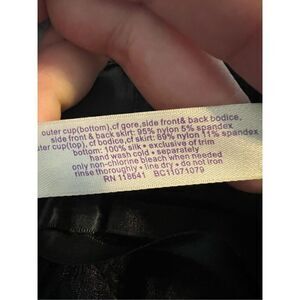 outer cup(bottom),cf gore,side front& back bodice,
side front & back skirt: 95% nylon 5% spandex
outer cup(top), cf bodice,cf skirt: 89% nylon 11% spandex
bottom: 100% silk • exclusive of trim
hand wash cold • separately
only non-chlorine bleach when needed
rinse thoroughly • line dry • do not iron
RN 118641 BC11071079